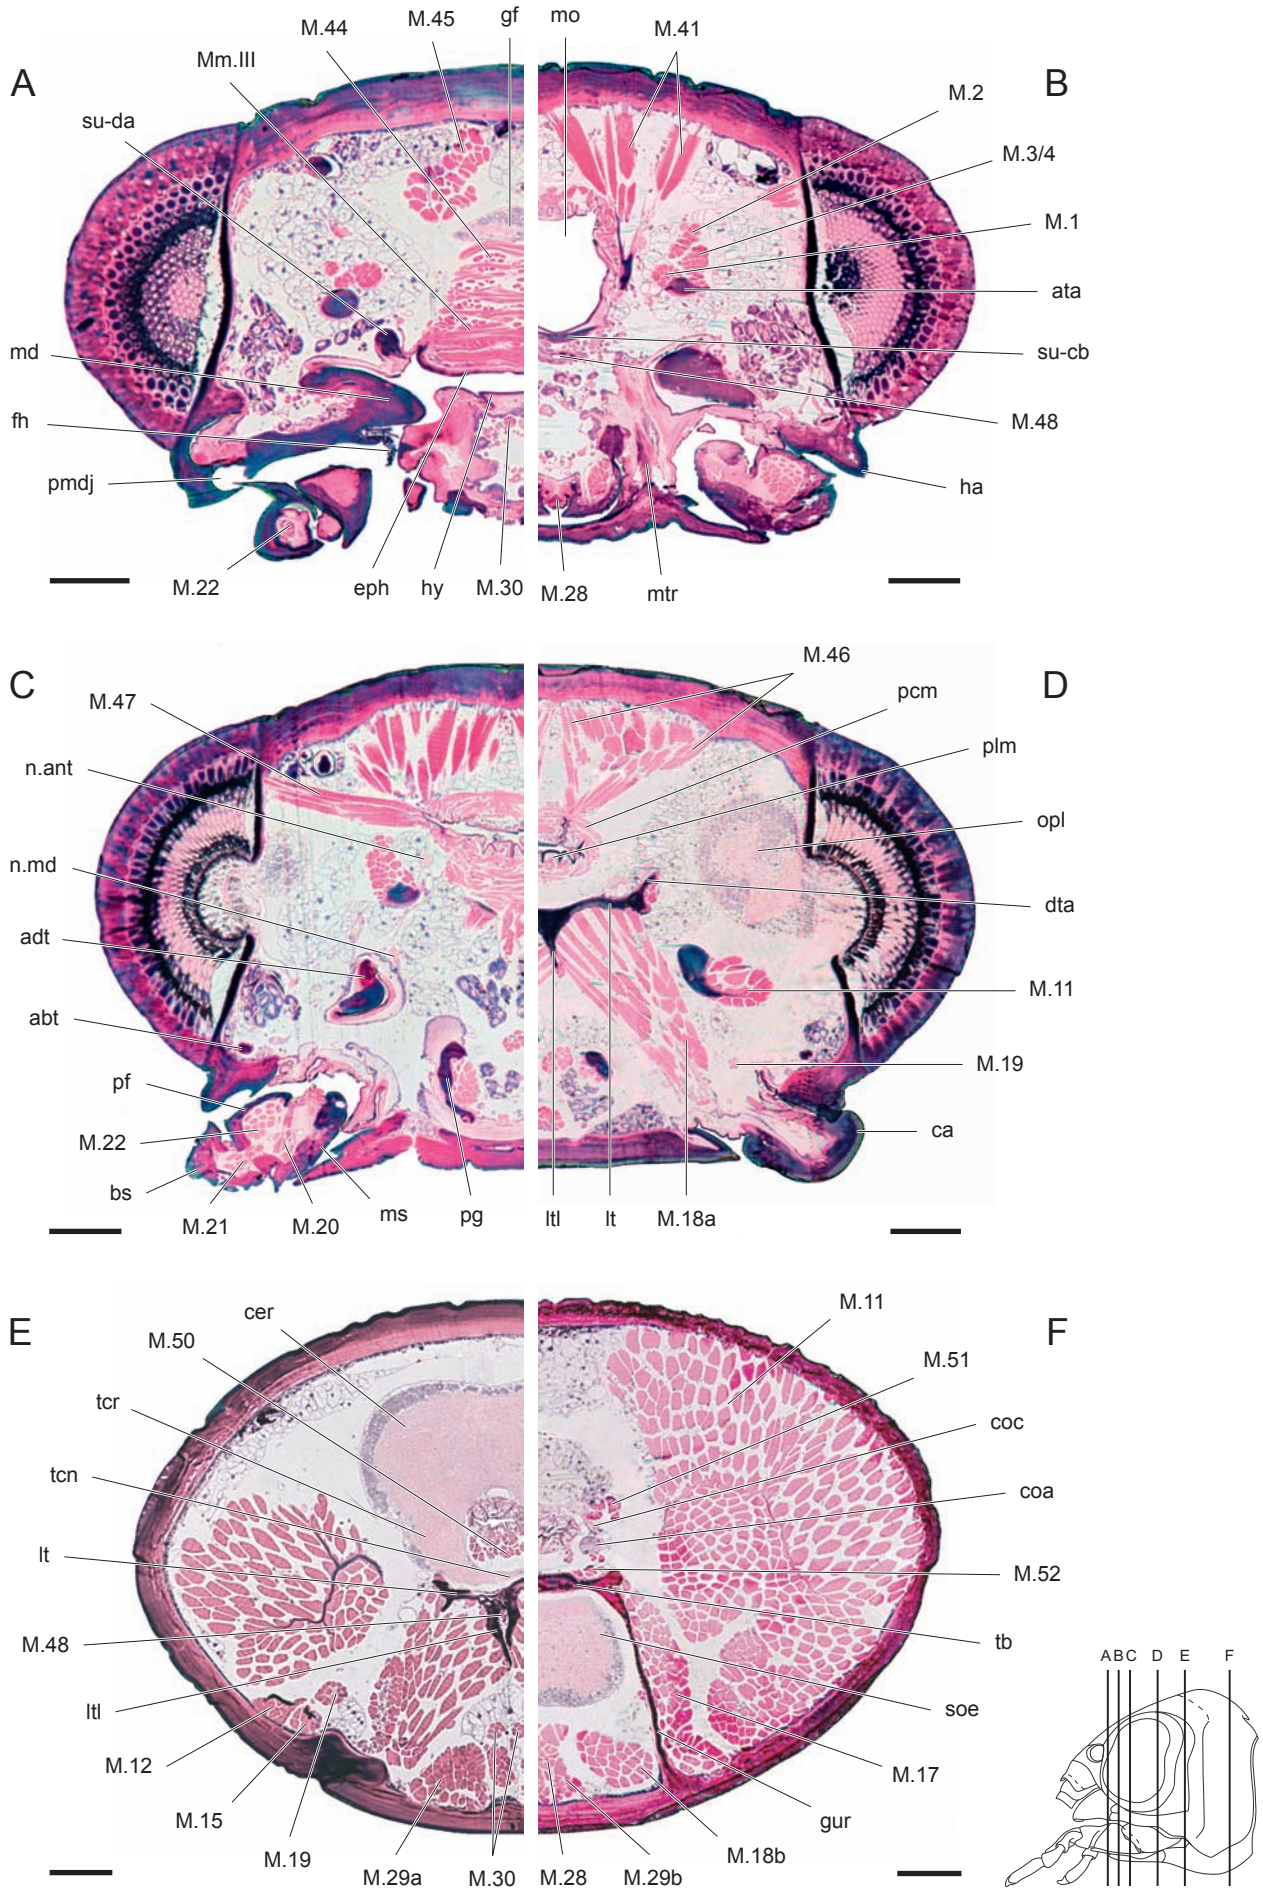 A
M.44
M.45
gf
mo
M.41
B
Mm.III
su-da
M.2
M.3/4
M.1
ata
su-cb
M.48
ha
md
fh
pmdj
M.22
eph
hy
M.30
M.28
mtr
C
M.47
n.ant
n.md
adt
abt
pf
M.22
bs
M.21
M.20
ms
pg
M.46
D
pcm
plm
opl
dta
M.11
M.19
ca
ltl
lt
M.18a
E
cer
M.50
tcr
tcn
lt
M.48
ltl
M.12
M.15
M.19
M.29a
M.30
M.11
F
M.51
coc
coa
M.52
tb
soe
M.17
gur
M.18b
M.29b
M.28
A B C D E F